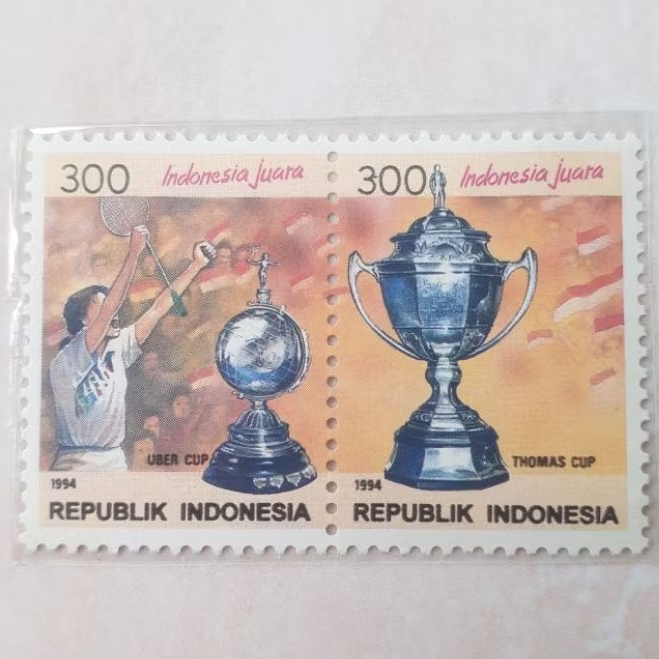 300 Indonesia juara
UBER CUP
1994
REPUBLIK INDONESIA
300 Indonesia juara
THOMAS CUP
1994
REPUBLIK INDONESIA